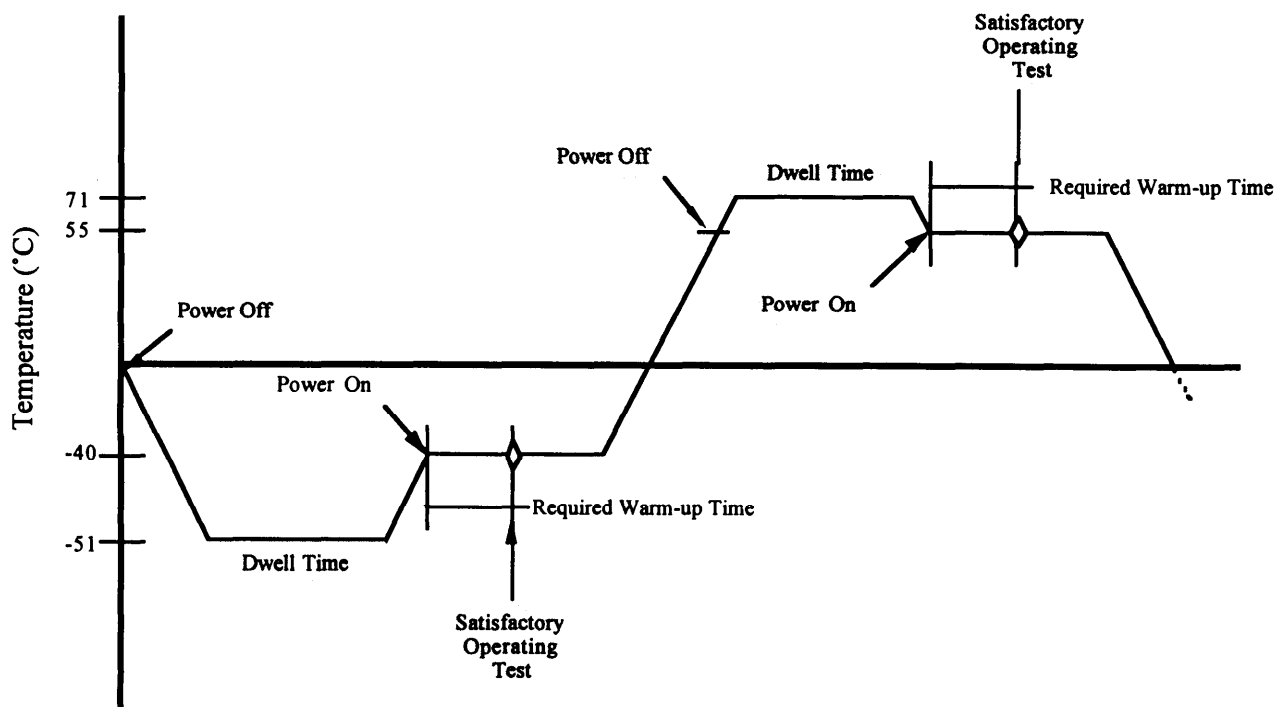 Satisfactory
Operating
Test
Power Off
Dwell Time
Required Warm-up Time
71
55
Temperature (°C)
Power On
Power Off
Power On
-40
Required Warm-up Time
-51
Dwell Time
Satisfactory
Operating
Test